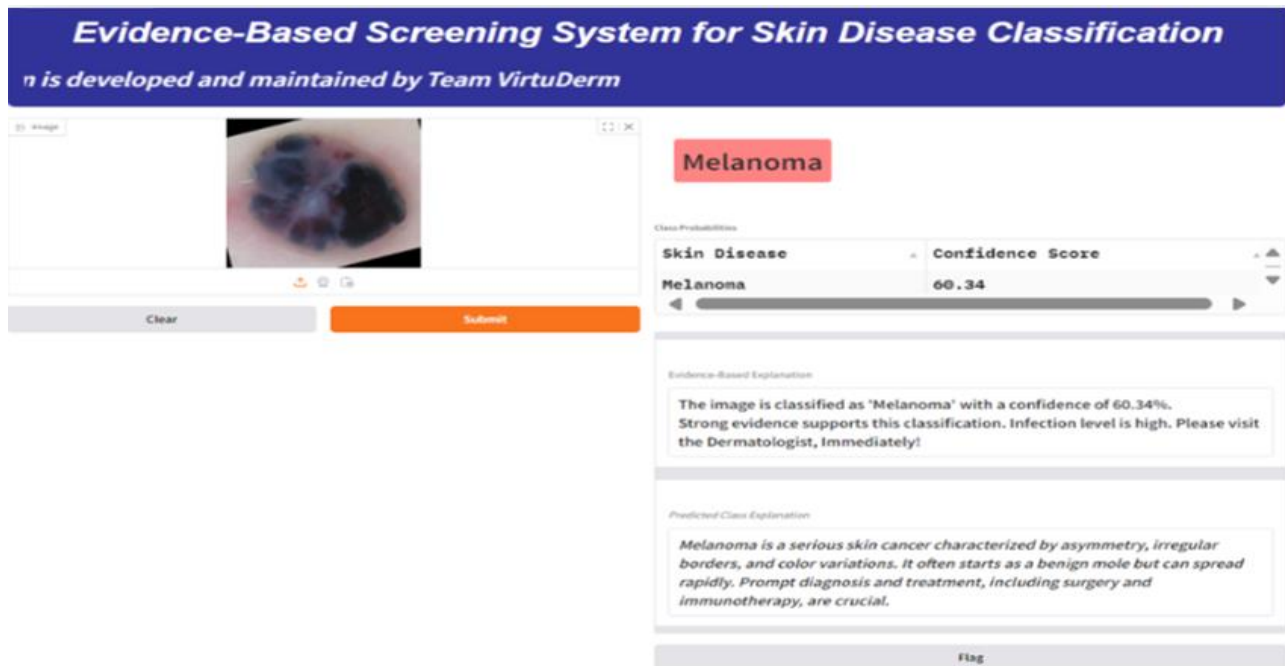 Evidence-Based Screening System for Skin Disease Classification
n is developed and maintained by Team VirtuDerm
Image
Clear
Submit
Melanoma
Class Probabilities
Skin Disease
Confidence Score
Melanoma
60.34
Evidence-Based Explanation
The image is classified as 'Melanoma' with a confidence of 60.34%.
Strong evidence supports this classification. Infection level is high. Please visit
the Dermatologist, Immediately!
Predicted Class Explanation
Melanoma is a serious skin cancer characterized by asymmetry, irregular
borders, and color variations. It often starts as a benign mole but can spread
rapidly. Prompt diagnosis and treatment, including surgery and
immunotherapy, are crucial.
Flag